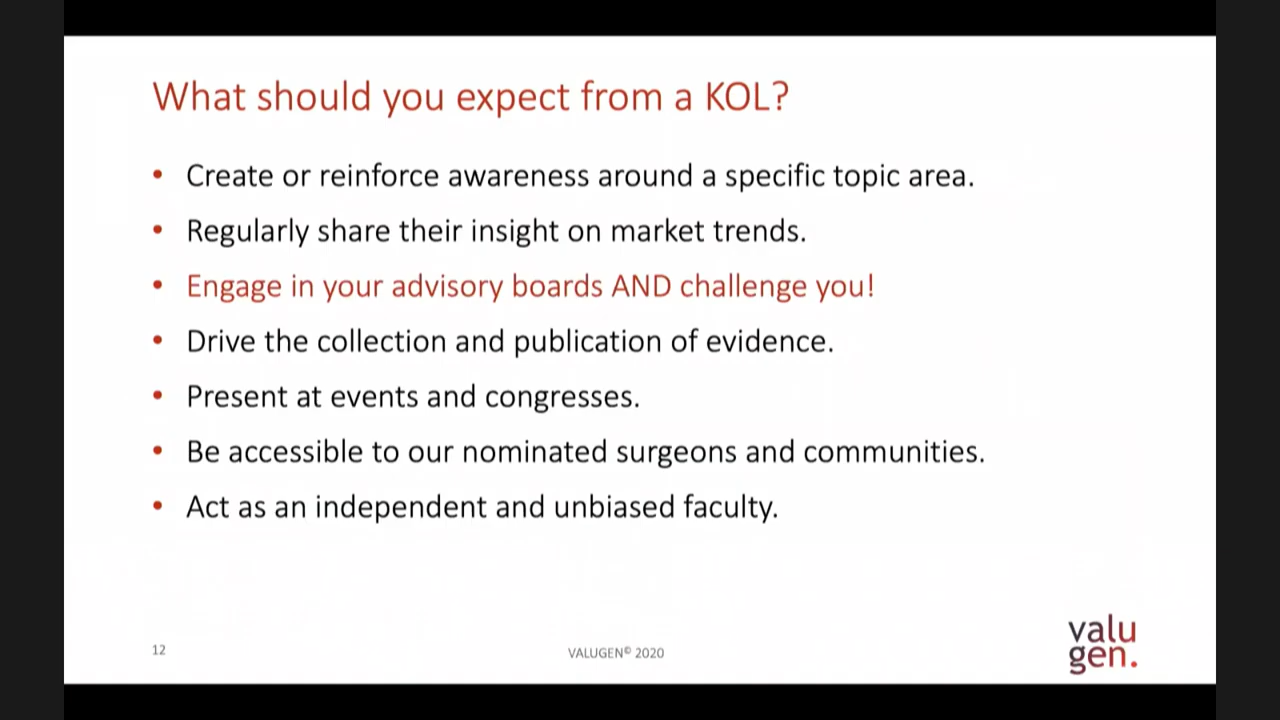 What should you expect from a KOL?
• Create or reinforce awareness around a specific topic area.
• Regularly share their insight on market trends.
• Engage in your advisory boards AND challenge you!
• Drive the collection and publication of evidence.
• Present at events and congresses.
• Be accessible to our nominated surgeons and communities.
• Act as an independent and unbiased faculty.
12
VALUGEN© 2020
valu
gen.